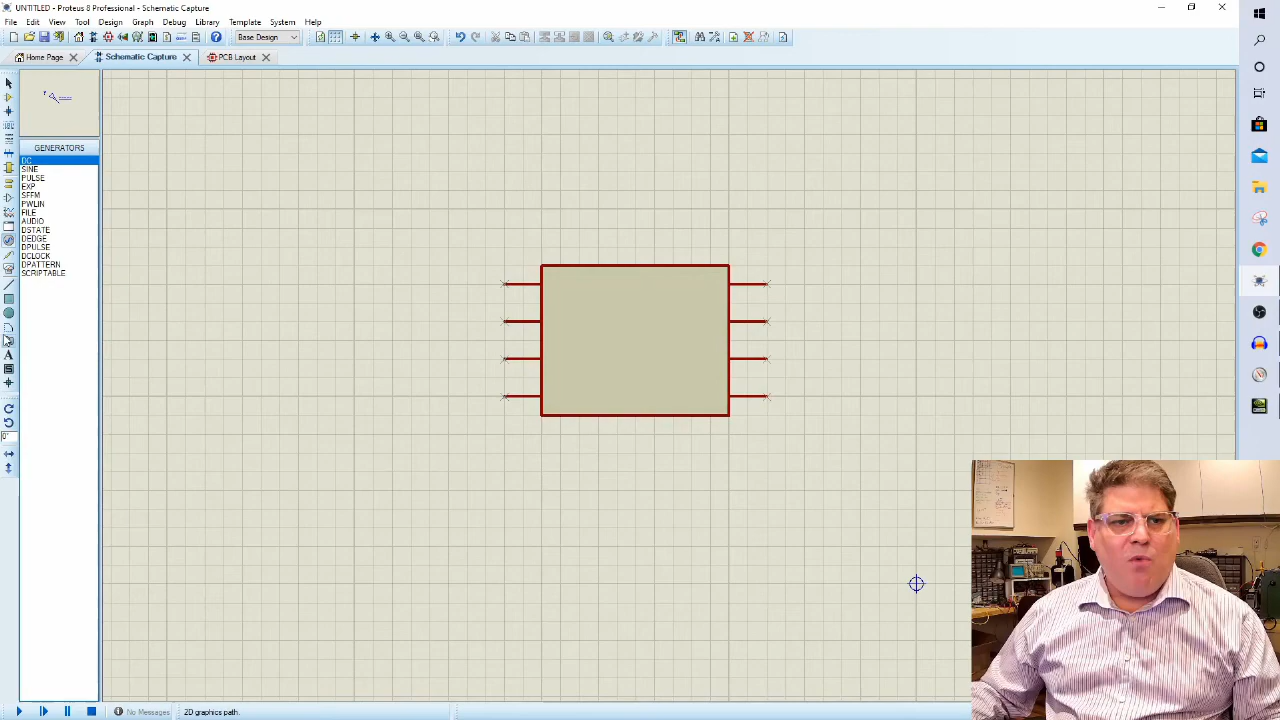 UNTITLED - Proteus 8 Professional - Schematic Capture
File Edit View Tool Design Graph Debug Library Template System Help
Base Design
Home Page Schematic Capture PCB Layout
GENERATORS
DC
SINE
PULSE
EXP
SFFM
PWLIN
FILE
AUDIO
DSTATE
DEDGE
DPULSE
DCLOCK
DPATTERN
SCRIPTABLE
A
S
0°
No Messages 2D graphics path.